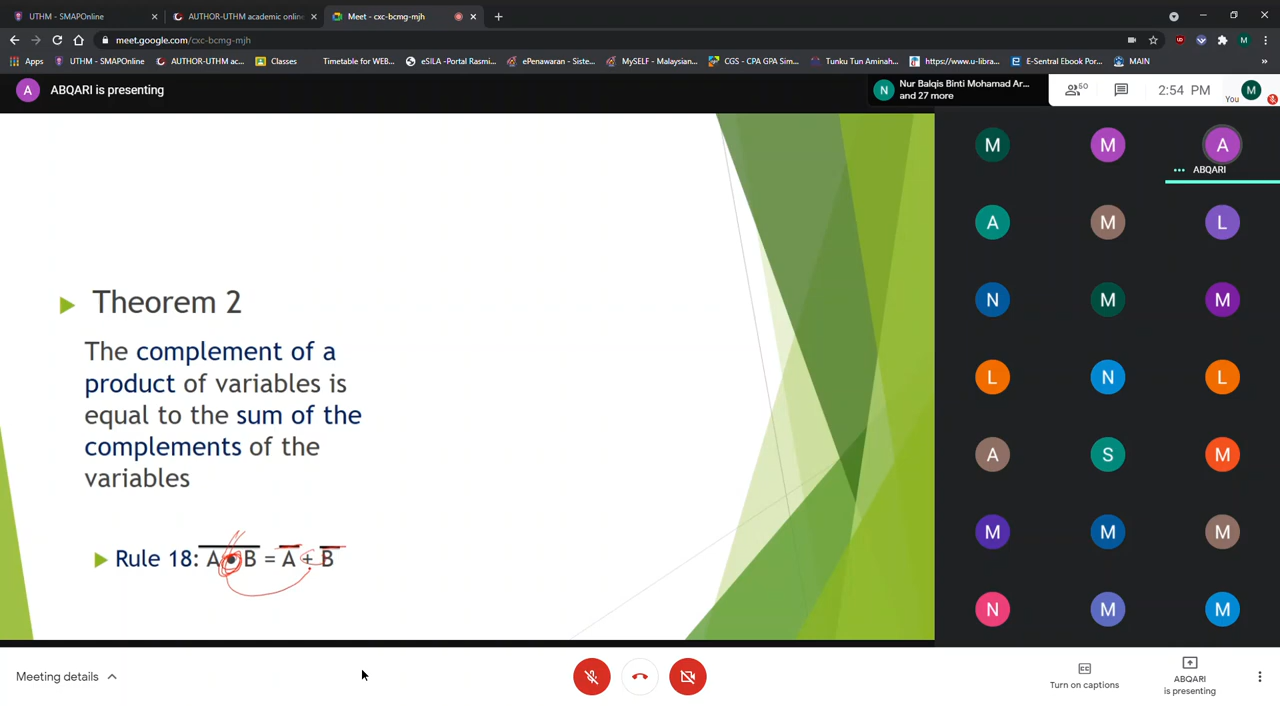 UTHM - SMAPOnline
AUTHOR-UTHM academic online
Meet - cxc-bcmg-mjh
meet.google.com/cxc-bcmg-mjh
M
Apps
UTHM - SMAPOnline
AUTHOR-UTHM ac...
Classes
Timetable for WEB...
eSILA -Portal Rasmi...
ePenawaran - Siste...
MySELF - Malaysian...
CGS - CPA GPA Sim...
Tunku Tun Aminah...
https://www.u-libra...
E-Sentral Ebook Por...
MAIN
»
A
ABQARI is presenting
N
Nur Balqis Binti Mohamad Ar...
and 27 more
50
2:54 PM
You
M
Theorem 2
The complement of a
product of variables is
equal to the sum of the
complements of the
variables
Rule 18: A̅ ̅•̅ ̅B̅ = A̅ + B̅
M M A
ABQARI
A M L
N M M
L N L
A S M
M M M
N M M
Meeting details
Turn on captions
ABQARI
is presenting